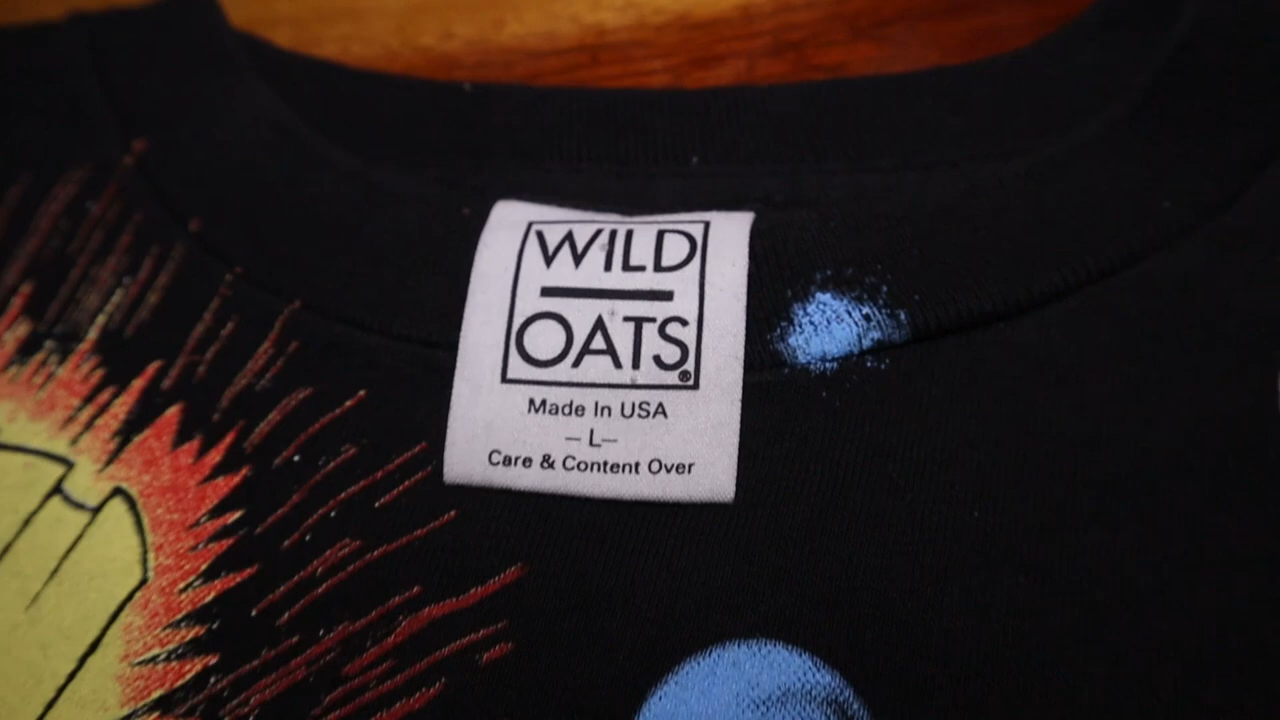 WILD
OATS®
Made In USA
– L –
Care & Content Over